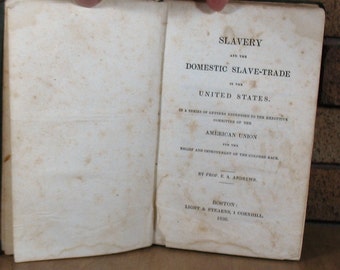 SLAVERY
AND THE
DOMESTIC SLAVE-TRADE
IN THE
UNITED STATES.
IN A SERIES OF LETTERS ADDRESSED TO THE EXECUTIVE
COMMITTEE OF THE
AMERICAN UNION
FOR THE
RELIEF AND IMPROVEMENT OF THE COLORED RACE.
BY PROF. E. A. ANDREWS.
BOSTON:
LIGHT & STEARNS, 1 CORNHILL.
1836.